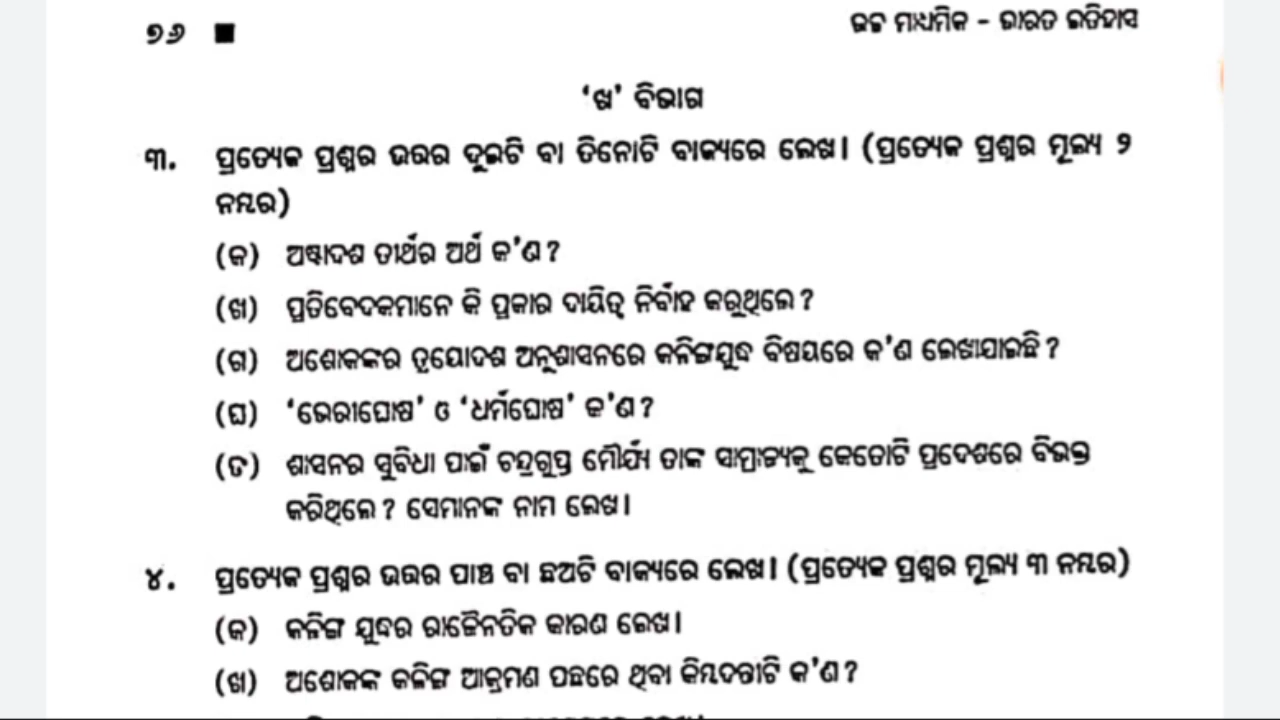 ୭୬ ■ ଉଚ୍ଚ ମାଧ୍ୟମିକ - ଭାରତ ଇତିହାସ
‘ଖ’ ବିଭାଗ
୩. ପ୍ରତ୍ୟେକ ପ୍ରଶ୍ନର ଉତ୍ତର ଦୁଇଟି ବା ତିନୋଟି ବାକ୍ୟରେ ଲେଖ। (ପ୍ରତ୍ୟେକ ପ୍ରଶ୍ନର ମୂଲ୍ୟ ୨
ନମ୍ବର)
(କ) ଅଷ୍ଟାଦଶ ତୀର୍ଥର ଅର୍ଥ କ'ଣ?
(ଖ) ପ୍ରତିବେଦକମାନେ କି ପ୍ରକାର ଦାୟିତ୍ୱ ନିର୍ବାହ କରୁଥିଲେ?
(ଗ) ଅଶୋକଙ୍କର ତ୍ରୟୋଦଶ ଅନୁଶାସନରେ କଳିଙ୍ଗଯୁଦ୍ଧ ବିଷୟରେ କ'ଣ ଲେଖାଯାଇଛି?
(ଘ) ‘ଭେରୀଘୋଷ’ ଓ ‘ଧର୍ମଘୋଷ’ କ'ଣ?
(ଙ) ଶାସନର ସୁବିଧା ପାଇଁ ଚନ୍ଦ୍ରଗୁପ୍ତ ମୌର୍ଯ୍ୟ ତାଙ୍କ ସାମ୍ରାଜ୍ୟକୁ କେତୋଟି ପ୍ରଦେଶରେ ବିଭକ୍ତ
କରିଥିଲେ? ସେମାନଙ୍କ ନାମ ଲେଖ।
୪. ପ୍ରତ୍ୟେକ ପ୍ରଶ୍ନର ଉତ୍ତର ପାଞ୍ଚ ବା ଛଅଟି ବାକ୍ୟରେ ଲେଖ। (ପ୍ରତ୍ୟେକ ପ୍ରଶ୍ନର ମୂଲ୍ୟ ୩ ନମ୍ବର)
(କ) କଳିଙ୍ଗ ଯୁଦ୍ଧର ରାଜନୈତିକ କାରଣ ଲେଖ।
(ଖ) ଅଶୋକଙ୍କ କଳିଙ୍ଗ ଆକ୍ରମଣ ପଛରେ ଥିବା କିମ୍ବଦନ୍ତୀଟି କ'ଣ?